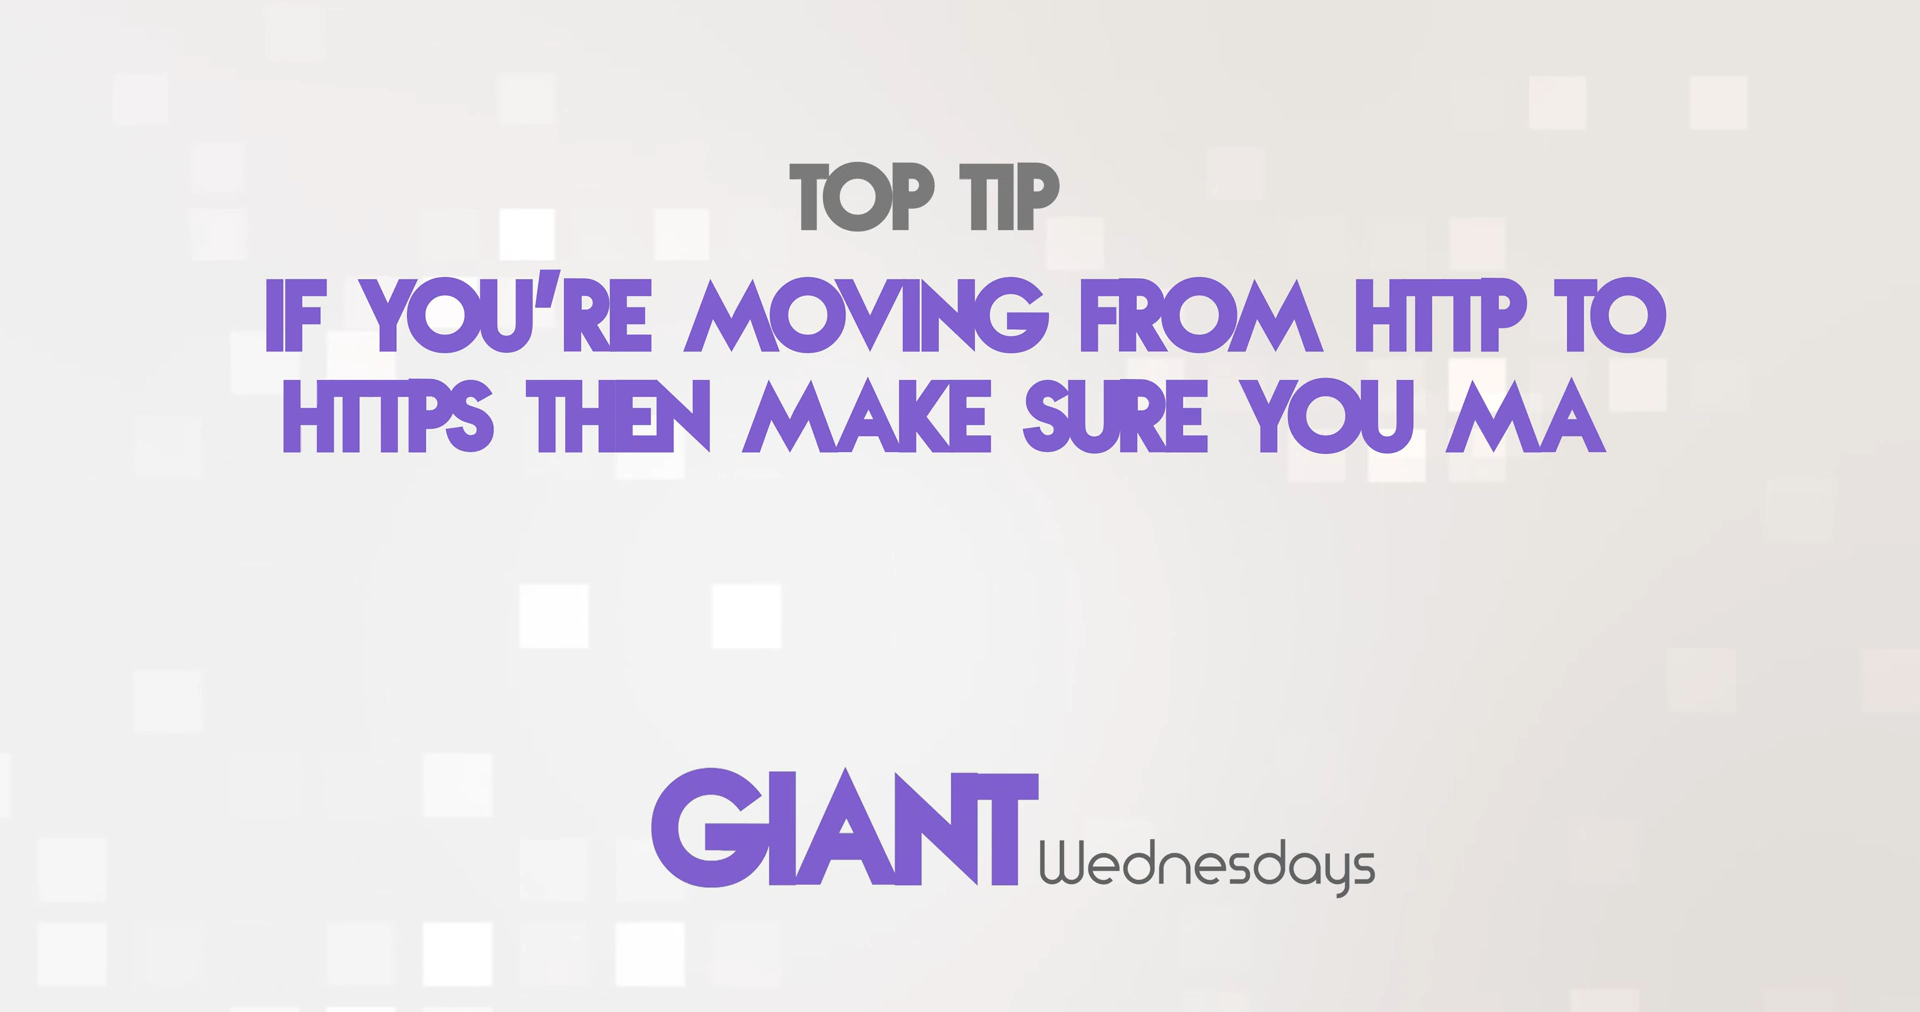 TOP TIP
IF YOU'RE MOVING FROM HTTP TO
HTTPS THEN MAKE SURE YOU MA
GIANT Wednesdays